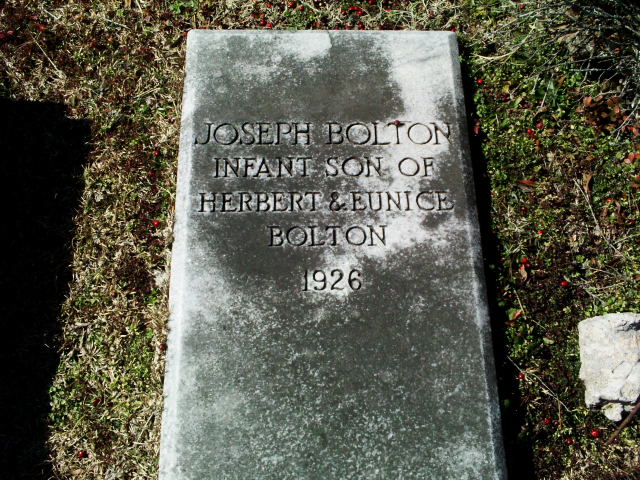 JOSEPH BOLTON
INFANT SON OF
HERBERT & EUNICE
BOLTON
1926